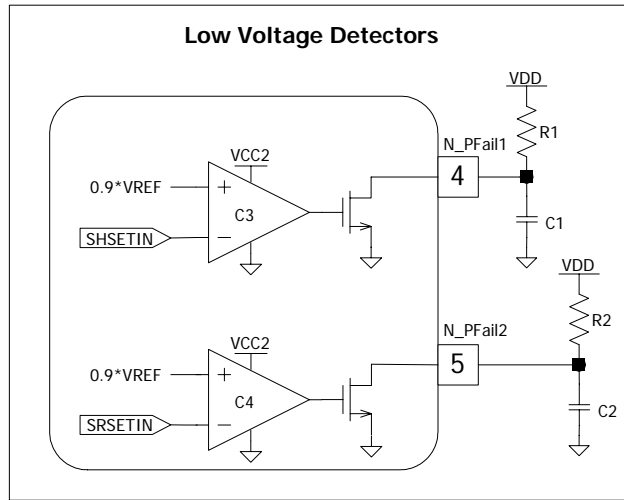 Low Voltage Detectors
VDD
R1
N_PFail1
4
VCC2
0.9*VREF
+
C3
SHSETIN
−
C1
VDD
R2
N_PFail2
5
VCC2
0.9*VREF
+
C4
SRSETIN
−
C2